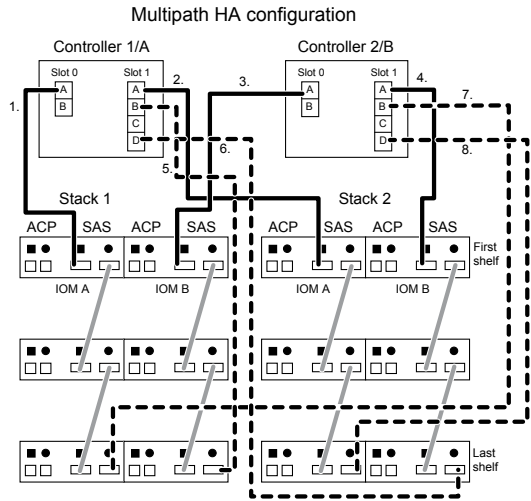 Multipath HA configuration
Controller 1/A
Controller 2/B
Slot 0
Slot 1
Slot 0
Slot 1
1.
2.
3.
4.
5.
6.
7.
8.
A
B
A
B
C
D
A
B
A
B
C
D
Stack 1
Stack 2
ACP SAS ACP SAS
ACP SAS ACP SAS
First shelf
IOM A
IOM B
IOM A
IOM B
Last shelf